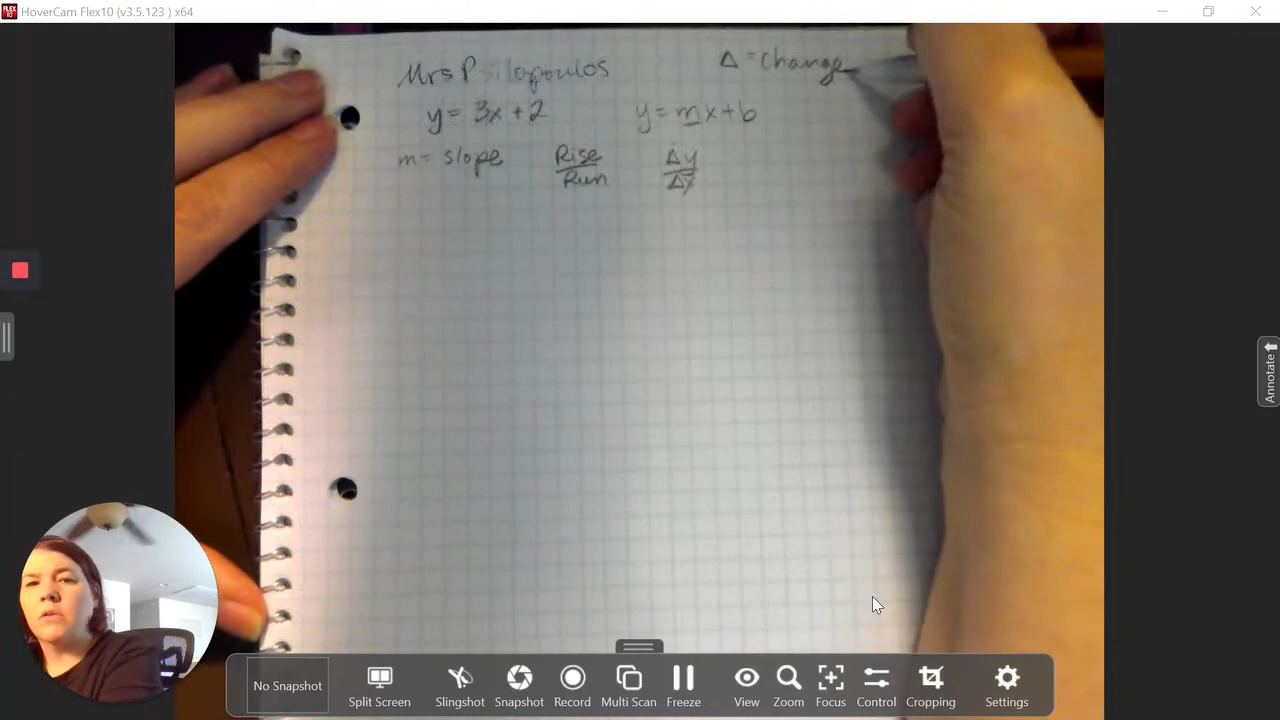 HoverCam Flex10 (v3.5.123 ) x64
Mrs Psilopoulos Δ = change
y = 3x + 2 y = mx + b
m = slope Rise/Run Δy/Δx
Annotate
No Snapshot
Split Screen Slingshot Snapshot Record Multi Scan Freeze View Zoom Focus Control Cropping Settings